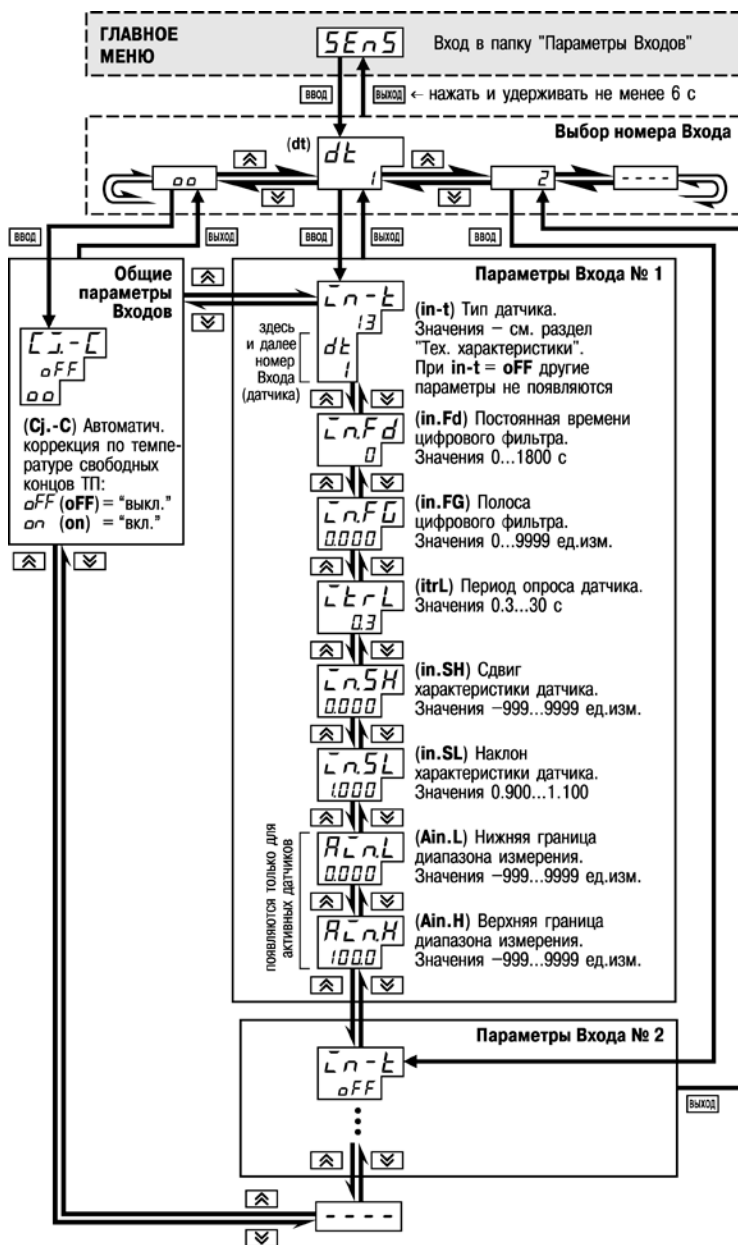 ГЛАВНОЕ
МЕНЮ
SEnS
Вход в папку "Параметры Входов"
ВВОД
ВЫХОД ← нажать и удерживать не менее 6 с
Выбор номера Входа
(dt)
dt
1
oo
2
----
ВВОД
ВЫХОД
ВВОД
ВЫХОД
ВВОД
Общие
параметры
Входов
Cj.-C
oFF
oo
(Cj.-C) Автоматич.
коррекция по темпе-
ратуре свободных
концов ТП:
oFF (oFF) = "выкл."
on (on) = "вкл."
Параметры Входа № 1
in-t
13
dt
1
здесь
и далее
номер
Входа
(датчика)
(in-t) Тип датчика.
Значения – см. раздел
"Тех. характеристики".
При in-t = oFF другие
параметры не появляются
in.Fd
0
(in.Fd) Постоянная времени
цифрового фильтра.
Значения 0...1800 с
in.FG
0.000
(in.FG) Полоса
цифрового фильтра.
Значения 0...9999 ед.изм.
itrL
0.3
(itrL) Период опроса датчика.
Значения 0.3...30 с
in.SH
0.000
(in.SH) Сдвиг
характеристики датчика.
Значения −999...9999 ед.изм.
in.SL
1.000
(in.SL) Наклон
характеристики датчика.
Значения 0.900...1.100
появляются только для
активных датчиков
Ain.L
0.000
(Ain.L) Нижняя граница
диапазона измерения.
Значения −999...9999 ед.изм.
Ain.H
100.0
(Ain.H) Верхняя граница
диапазона измерения.
Значения −999...9999 ед.изм.
Параметры Входа № 2
in-t
oFF
ВЫХОД
----